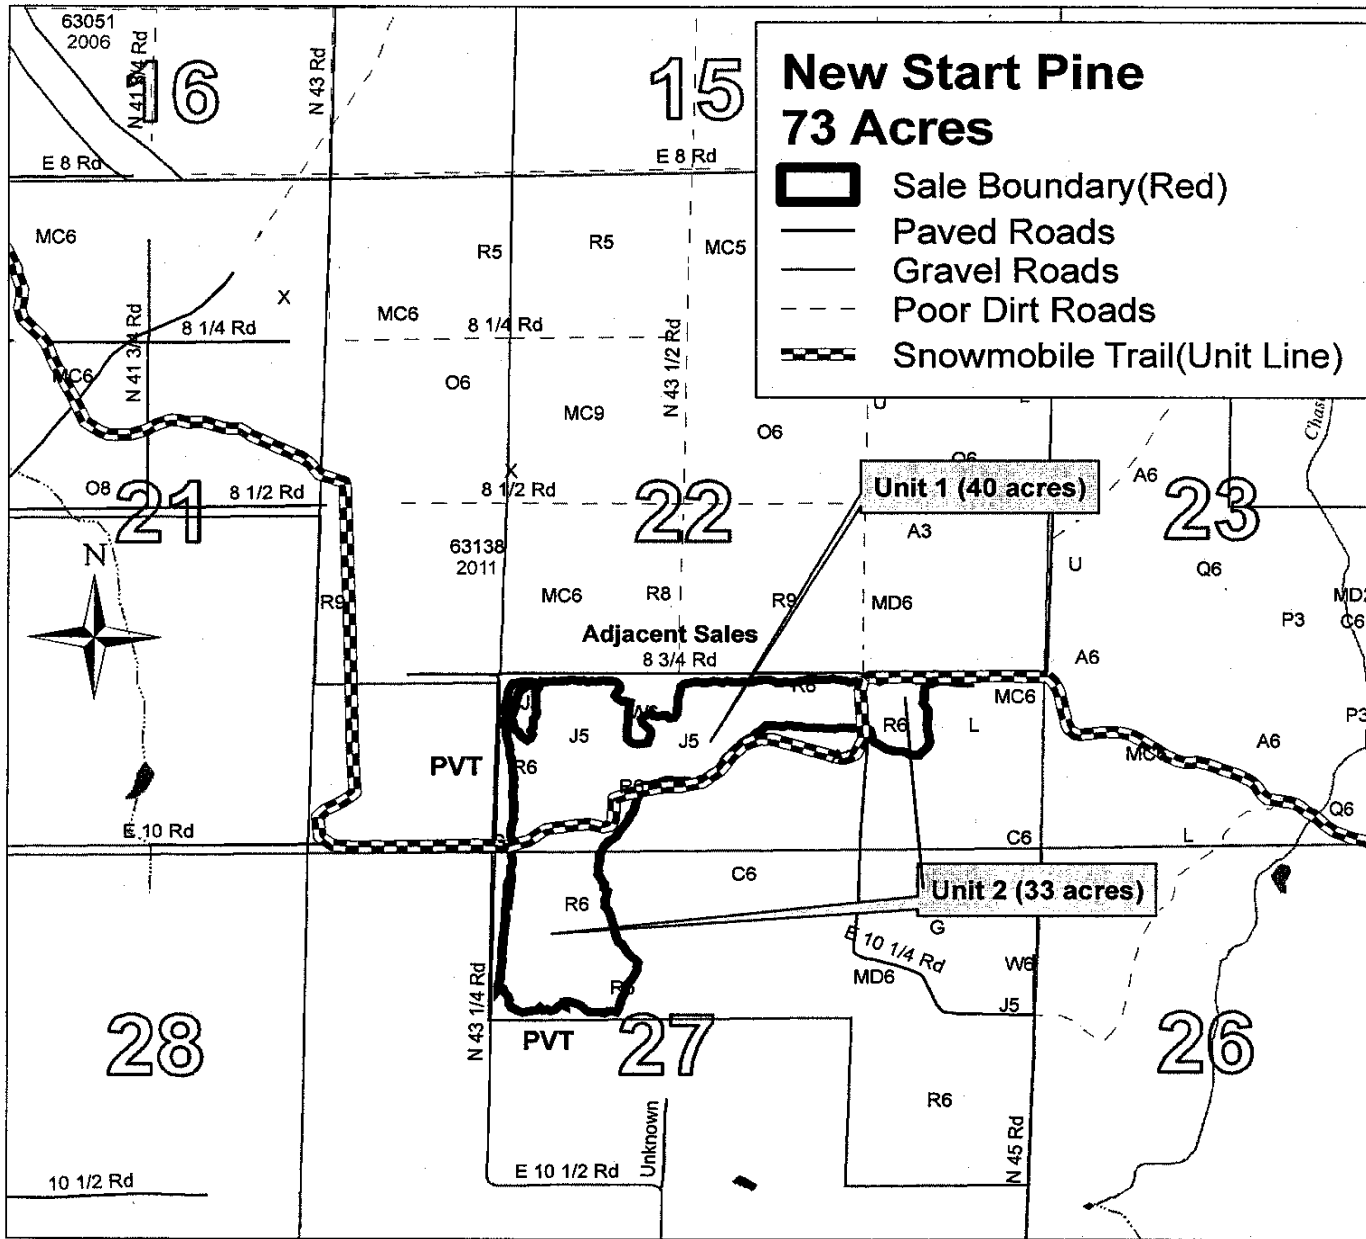 63051
2006
N 41 3/4 Rd
16
N 43 Rd
15
New Start Pine
73 Acres
Sale Boundary(Red)
Paved Roads
Gravel Roads
Poor Dirt Roads
Snowmobile Trail(Unit Line)
E 8 Rd
E 8 Rd
MC6
R5
R5
MC5
X
MC6
8 1/4 Rd
8 1/4 Rd
N 41 3/4 Rd
N 43 1/2 Rd
MC6
O6
MC9
U
O6
O6
A6
X
O8
21
8 1/2 Rd
8 1/2 Rd
22
Unit 1 (40 acres)
23
A3
N
63138
2011
U
Q6
R9
MC6
R8
R9
MD6
P3
C6
Adjacent Sales
8 3/4 Rd
A6
R6
MC6
J5
J5
R6
L
P3
A6
PVT
R6
R6
Q6
E 10 Rd
C6
L
C6
Unit 2 (33 acres)
R6
G
E 10 1/4 Rd
MD6
W6
R6
J5
N 43 1/4 Rd
28
PVT
27
26
R6
Unknown
N 45 Rd
10 1/2 Rd
E 10 1/2 Rd